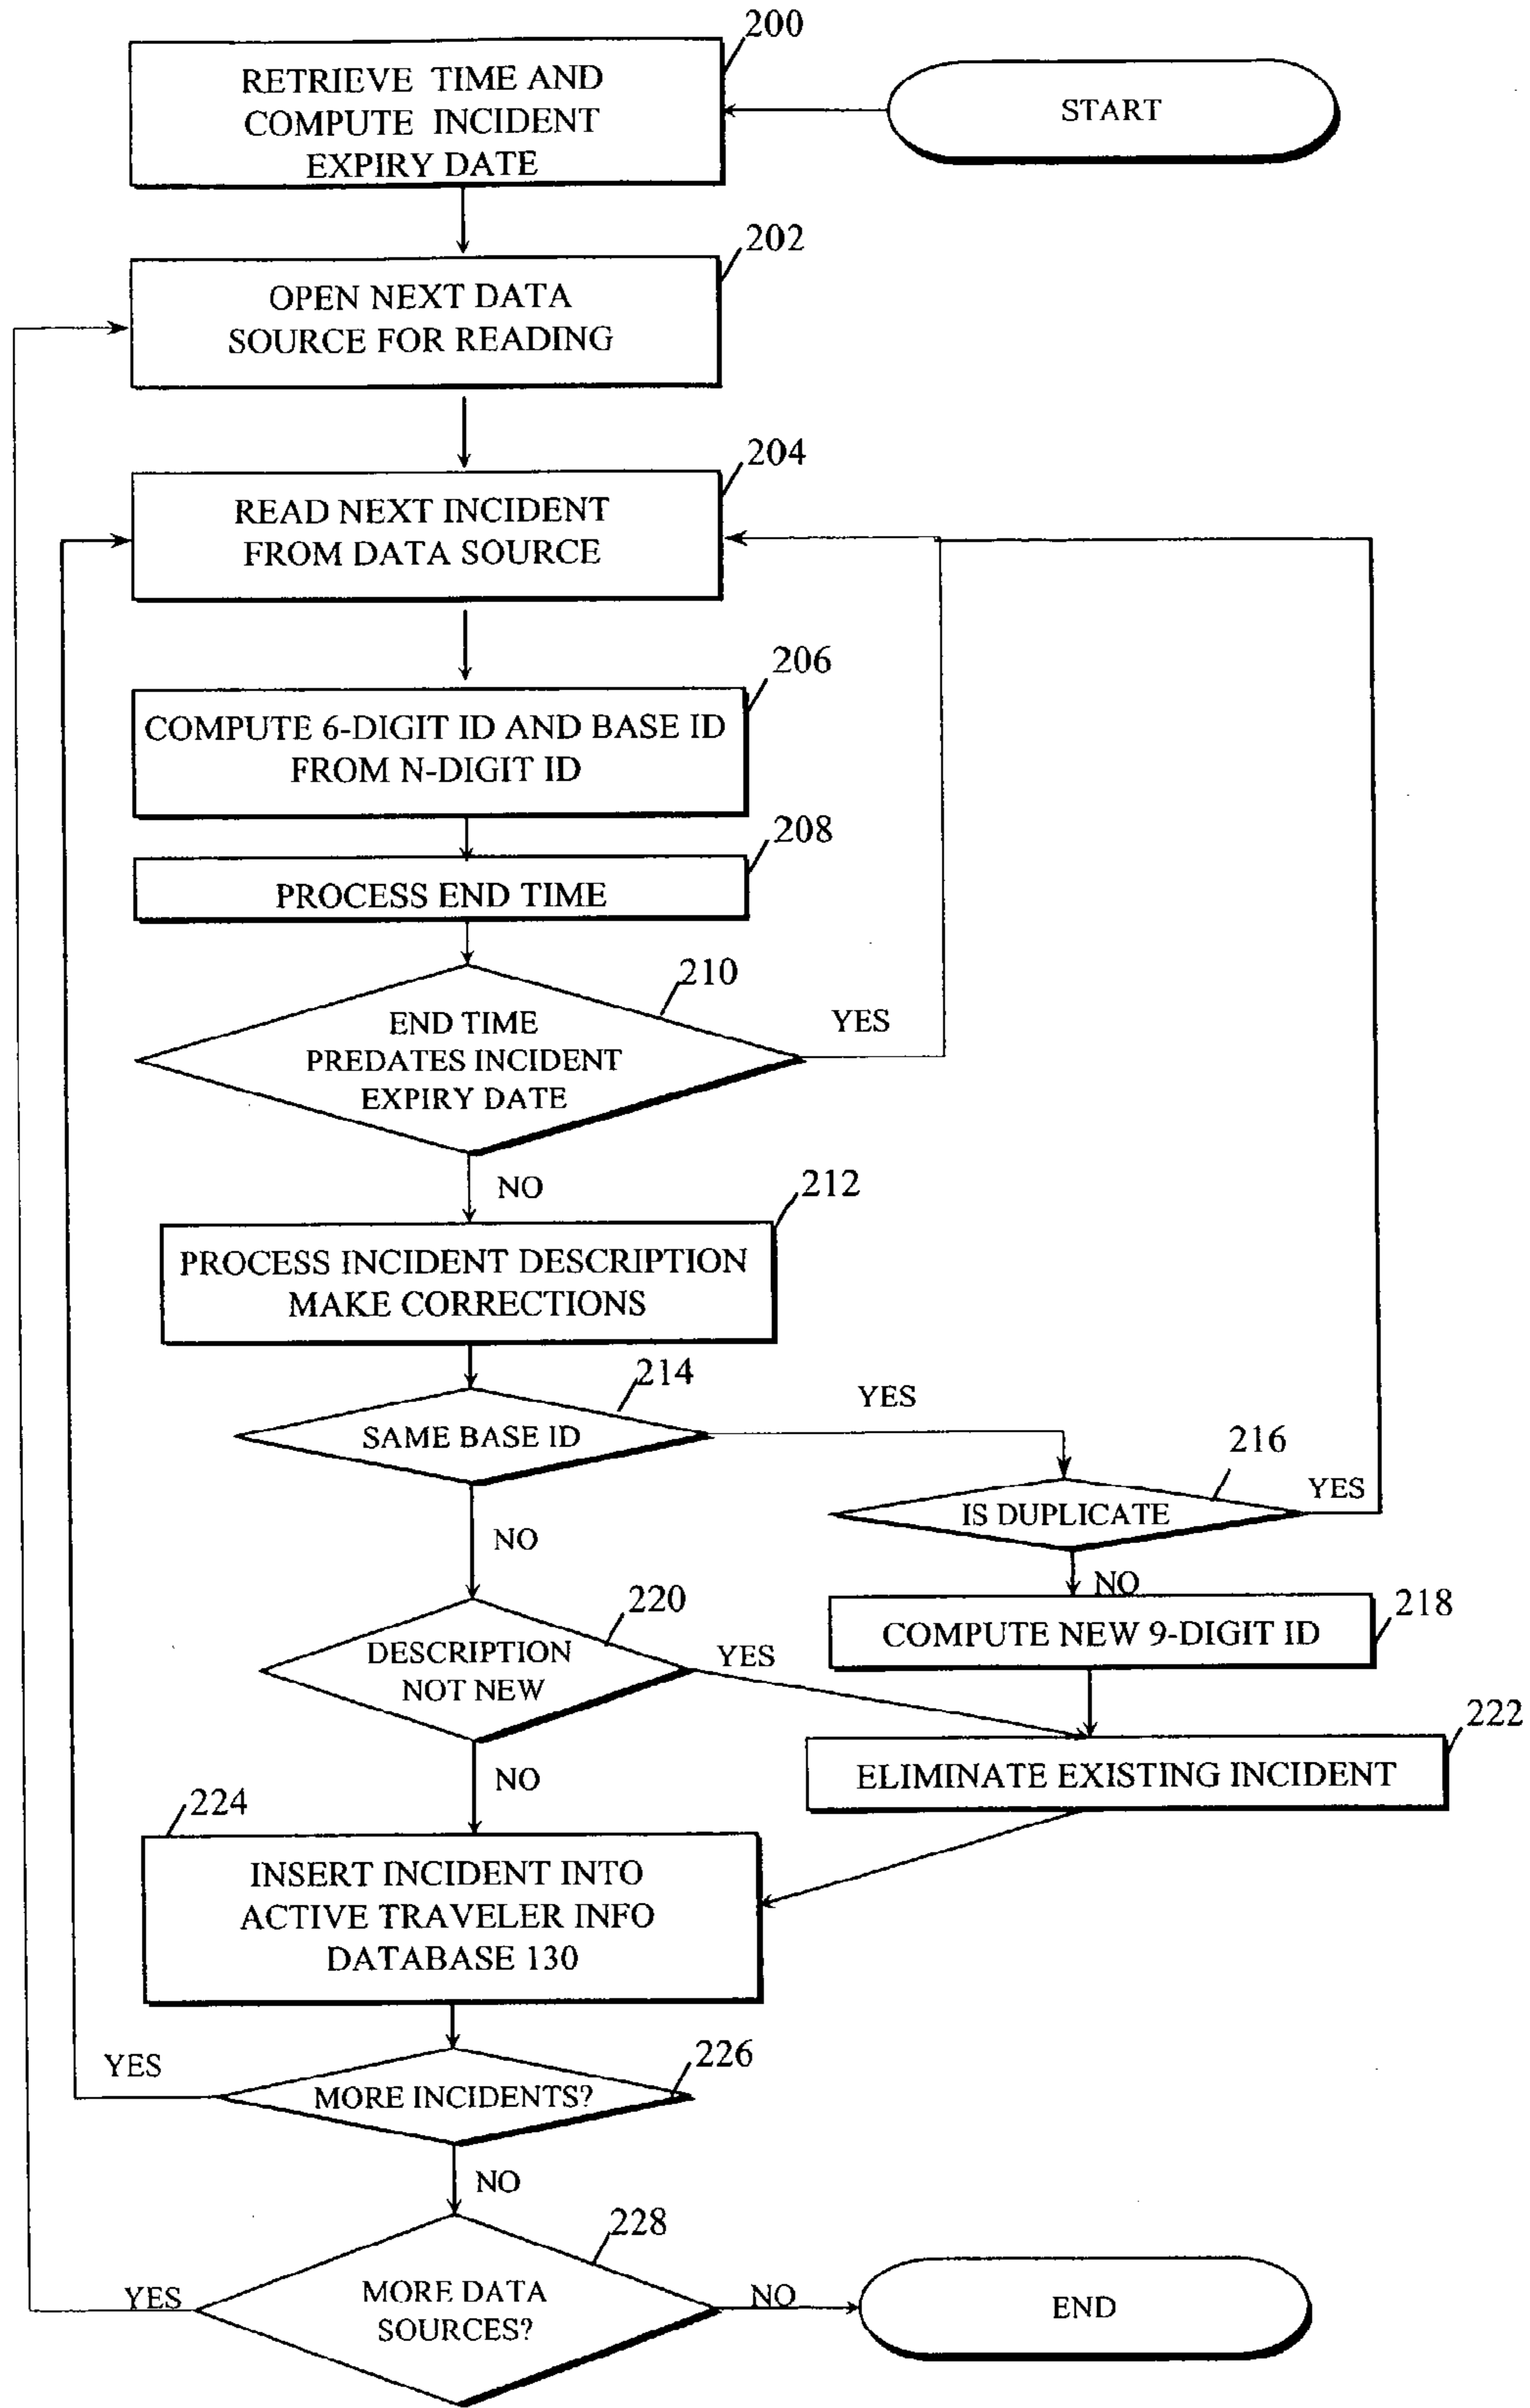 200
RETRIEVE TIME AND
COMPUTE INCIDENT
EXPIRY DATE
START
202
OPEN NEXT DATA
SOURCE FOR READING
204
READ NEXT INCIDENT
FROM DATA SOURCE
206
COMPUTE 6-DIGIT ID AND BASE ID
FROM N-DIGIT ID
208
PROCESS END TIME
210
END TIME
PREDATES INCIDENT
EXPIRY DATE
YES
NO
212
PROCESS INCIDENT DESCRIPTION
MAKE CORRECTIONS
214
SAME BASE ID
YES
216
IS DUPLICATE
YES
NO
NO
218
COMPUTE NEW 9-DIGIT ID
220
DESCRIPTION
NOT NEW
YES
222
ELIMINATE EXISTING INCIDENT
NO
224
INSERT INCIDENT INTO
ACTIVE TRAVELER INFO
DATABASE 130
226
MORE INCIDENTS?
YES
NO
228
MORE DATA
SOURCES?
YES
NO
END